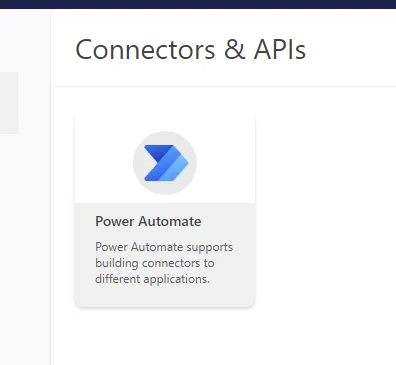 Connectors & APIs
Power Automate
Power Automate supports
building connectors to
different applications.